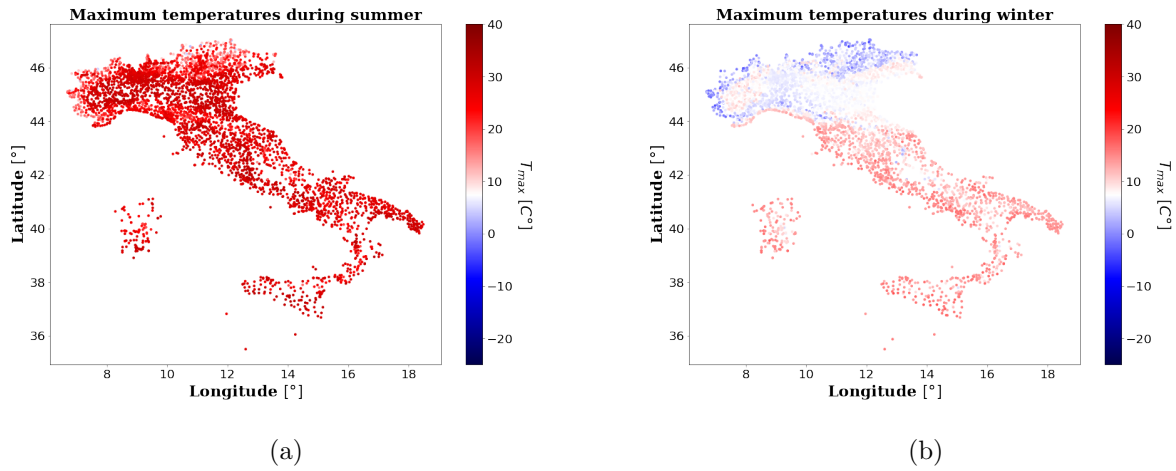 Maximum temperatures during summer
46
44
42
40
38
36
8 10 12 14 16 18
Latitude [°]
Longitude [°]
40
30
20
10
0
−10
−20
T_max [C°]
(a)
Maximum temperatures during winter
46
44
42
40
38
36
8 10 12 14 16 18
Latitude [°]
Longitude [°]
40
30
20
10
0
−10
−20
T_max [C°]
(b)